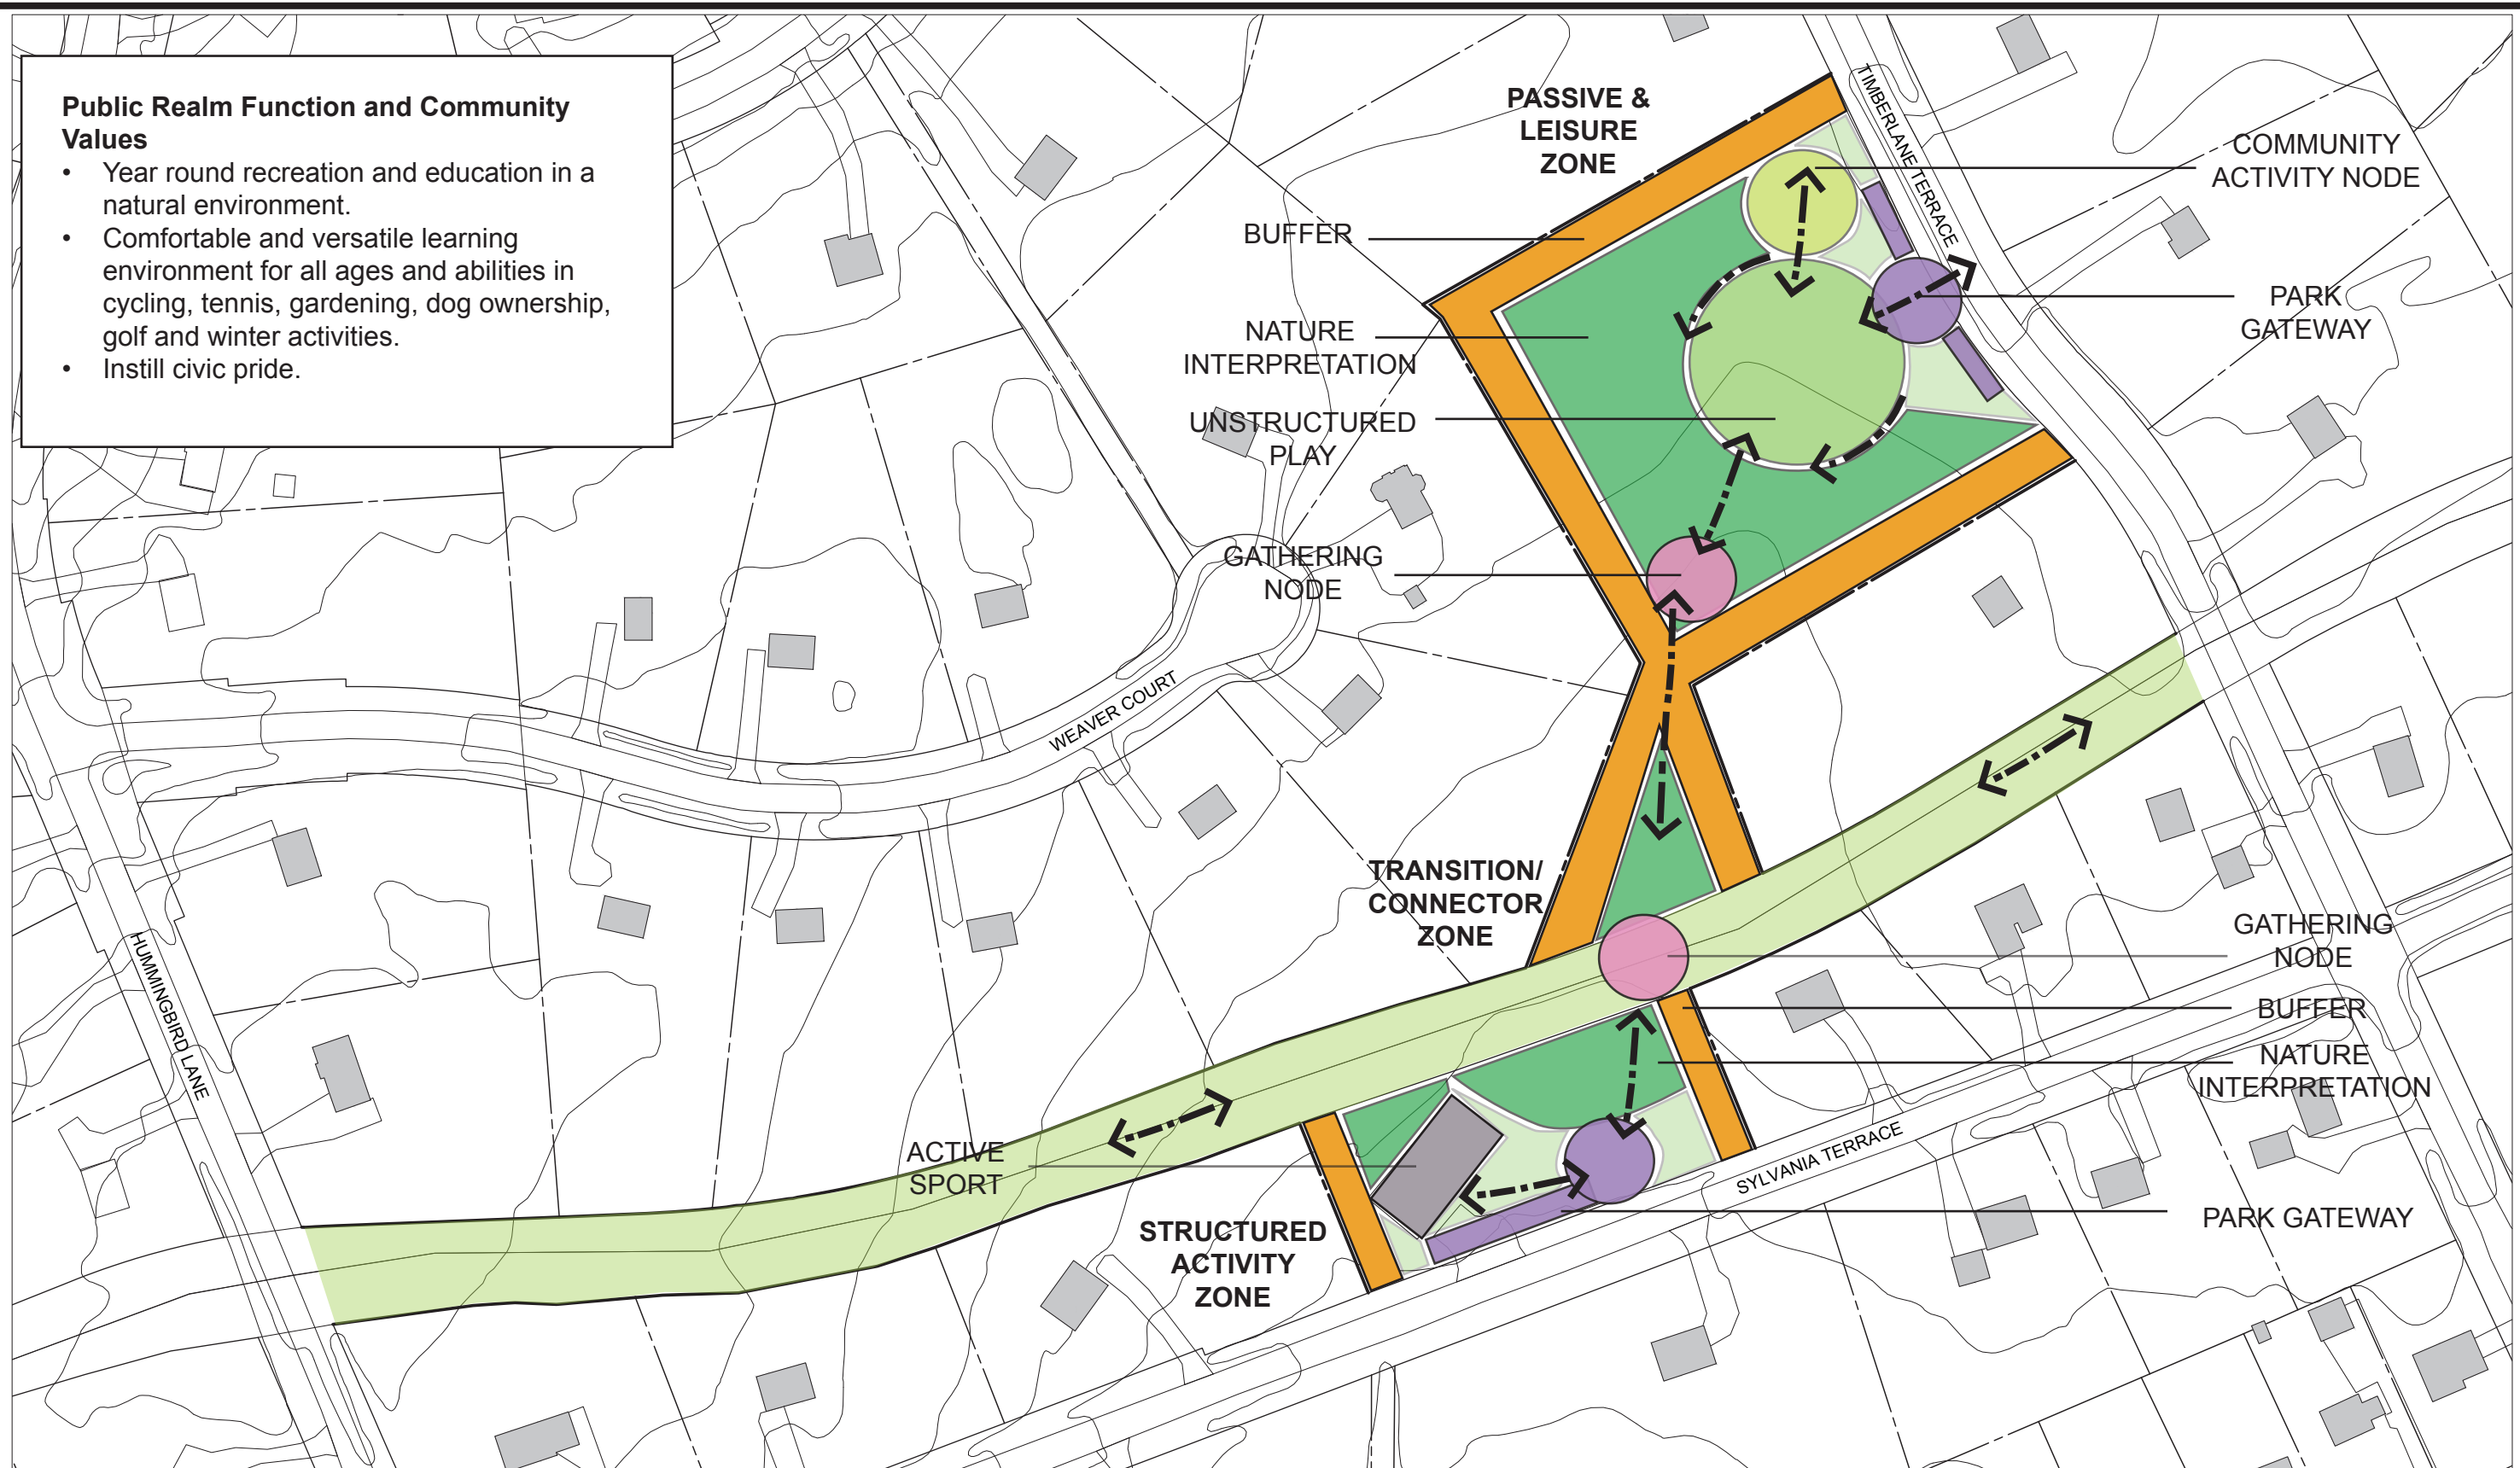 Public Realm Function and Community
Values
• Year round recreation and education in a
natural environment.
• Comfortable and versatile learning
environment for all ages and abilities in
cycling, tennis, gardening, dog ownership,
golf and winter activities.
• Instill civic pride.
PASSIVE &
LEISURE
ZONE
TIMBERLANE TERRACE
COMMUNITY
ACTIVITY NODE
BUFFER
PARK
GATEWAY
NATURE
INTERPRETATION
UNSTRUCTURED
PLAY
GATHERING
NODE
WEAVER COURT
TRANSITION/
CONNECTOR
ZONE
HUMMINGBIRD LANE
GATHERING
NODE
BUFFER
NATURE
INTERPRETATION
ACTIVE
SPORT
SYLVANIA TERRACE
PARK GATEWAY
STRUCTURED
ACTIVITY
ZONE